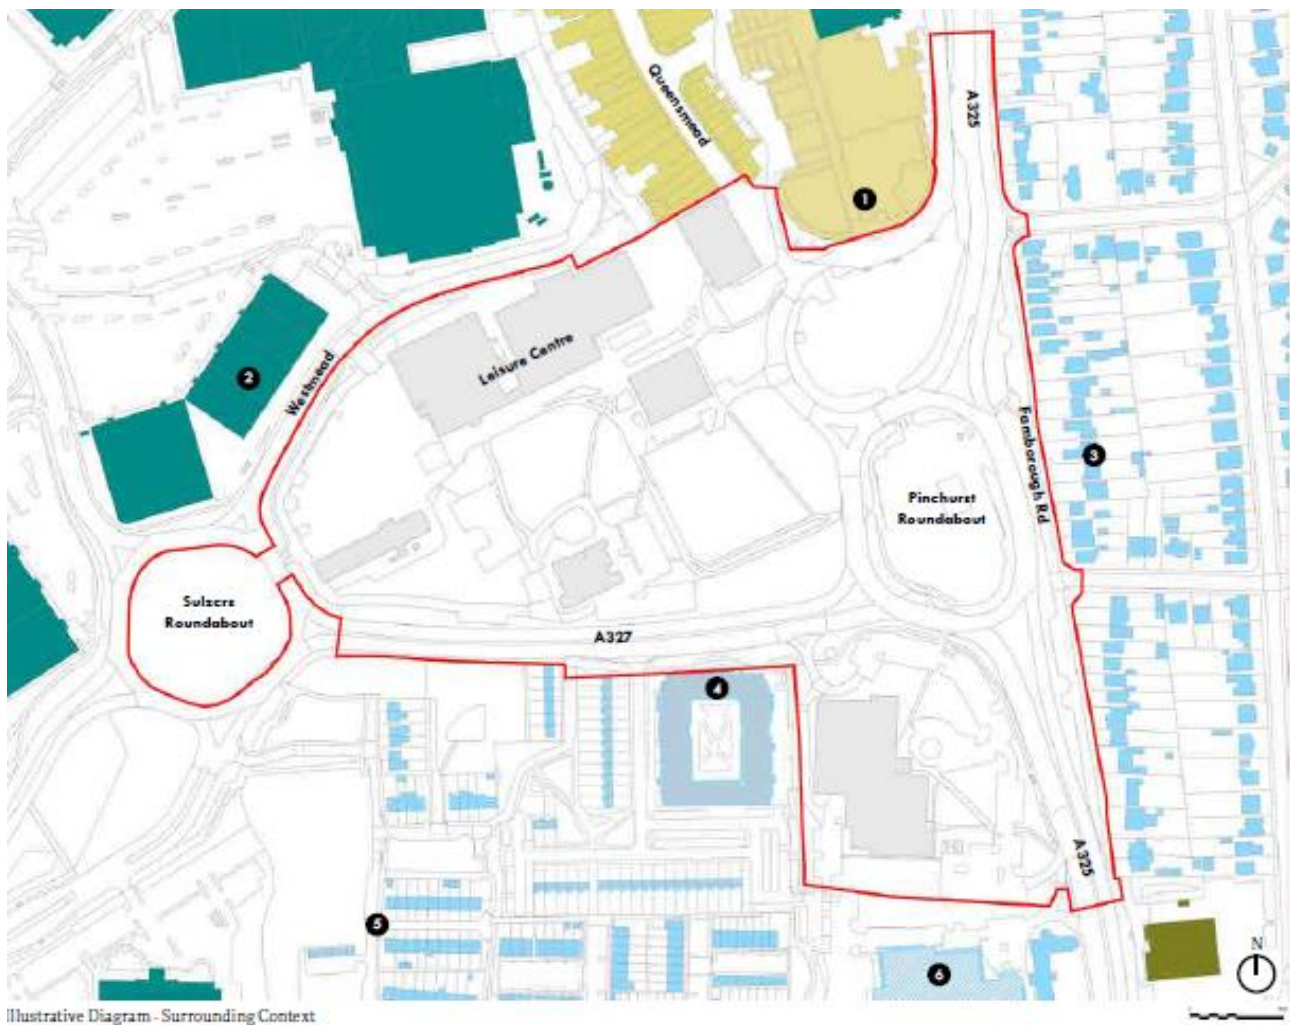 Queensmead
A325
1
2
Westmead
Leisure Centre
Farnborough Rd
3
Pinehurst
Roundabout
Sulzers
Roundabout
A327
4
A325
5
6
N
Illustrative Diagram - Surrounding Context